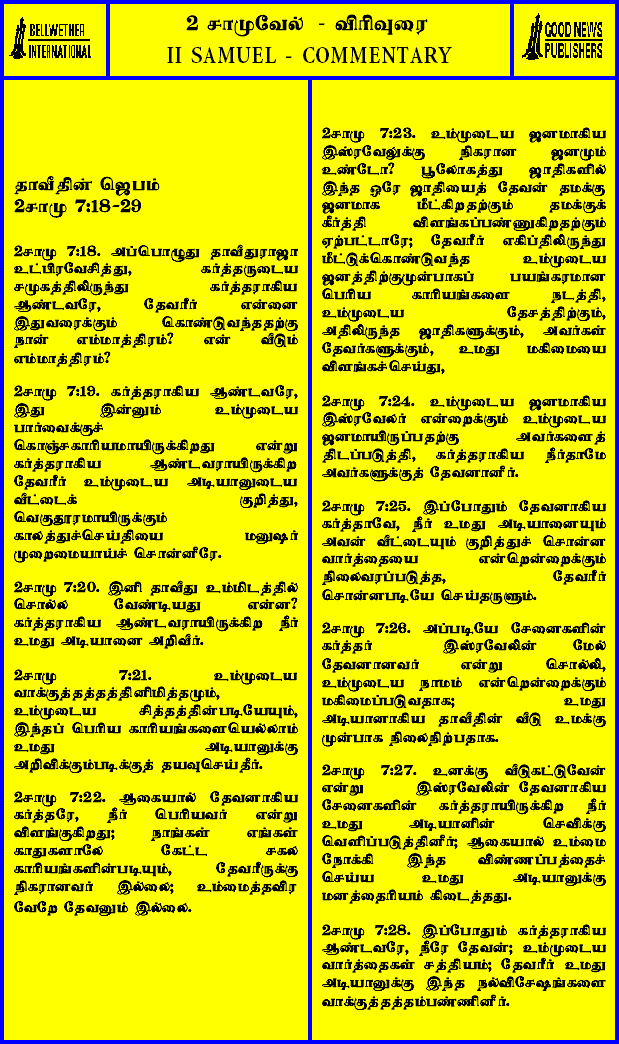 BELLWETHER
INTERNATIONAL
2 சாமுவேல் - விரிவுரை
II SAMUEL - COMMENTARY
GOOD NEWS
PUBLISHERS
தாவீதின் ஜெபம்
2சாமு 7:18-29
2சாமு 7:18. அப்பொழுது தாவீதுராஜா
உட்பிரவேசித்து, கர்த்தருடைய
சமுகத்திலிருந்து கர்த்தராகிய
ஆண்டவரே, தேவரீர் என்னை
இதுவரைக்கும் கொண்டுவந்ததற்கு
நான் எம்மாத்திரம்? என் வீடும்
எம்மாத்திரம்?
2சாமு 7:19. கர்த்தராகிய ஆண்டவரே,
இது இன்னும் உம்முடைய
பார்வைக்குச்
கொஞ்சகாரியமாயிருக்கிறது என்று
கர்த்தராகிய ஆண்டவராயிருக்கிற
தேவரீர் உம்முடைய அடியானுடைய
வீட்டைக் குறித்து,
வெகுதூரமாயிருக்கும்
காலத்துச்செய்தியை மனுஷர்
முறைமையாய்ச் சொன்னீரே.
2சாமு 7:20. இனி தாவீது உம்மிடத்தில்
சொல்ல வேண்டியது என்ன?
கர்த்தராகிய ஆண்டவராயிருக்கிற நீர்
உமது அடியானை அறிவீர்.
2சாமு 7:21. உம்முடைய
வாக்குத்தத்தத்தினிமித்தமும்,
உம்முடைய சித்தத்தின்படியேயும்,
இந்தப் பெரிய காரியங்களையெல்லாம்
உமது அடியானுக்கு
அறிவிக்கும்படிக்குத் தயவுசெய்தீர்.
2சாமு 7:22. ஆகையால் தேவனாகிய
கர்த்தரே, நீர் பெரியவர் என்று
விளங்குகிறது; நாங்கள் எங்கள்
காதுகளாலே கேட்ட சகல
காரியங்களின்படியும், தேவரீருக்கு
நிகரானவர் இல்லை; உம்மைத்தவிர
வேறே தேவனும் இல்லை.
2சாமு 7:23. உம்முடைய ஜனமாகிய
இஸ்ரவேலுக்கு நிகரான ஜனமும்
உண்டோ? பூலோகத்து ஜாதிகளில்
இந்த ஒரே ஜாதியைத் தேவன் தமக்கு
ஜனமாக மீட்கிறதற்கும் தமக்குக்
கீர்த்தி விளங்கப்பண்ணுகிறதற்கும்
ஏற்பட்டாரே; தேவரீர் எகிப்திலிருந்து
மீட்டுக்கொண்டுவந்த உம்முடைய
ஜனத்திற்குமுன்பாகப் பயங்கரமான
பெரிய காரியங்களை நடத்தி,
உம்முடைய தேசத்திற்கும்,
அதிலிருந்த ஜாதிகளுக்கும், அவர்கள்
தேவர்களுக்கும், உமது மகிமையை
விளங்கச்செய்து,
2சாமு 7:24. உம்முடைய ஜனமாகிய
இஸ்ரவேலர் என்றைக்கும் உம்முடைய
ஜனமாயிருப்பதற்கு அவர்களைத்
திடப்படுத்தி, கர்த்தராகிய நீர்தாமே
அவர்களுக்குத் தேவனானீர்.
2சாமு 7:25. இப்போதும் தேவனாகிய
கர்த்தாவே, நீர் உமது அடியானையும்
அவன் வீட்டையும் குறித்துச் சொன்ன
வார்த்தையை என்றென்றைக்கும்
நிலைவரப்படுத்த, தேவரீர்
சொன்னபடியே செய்தருளும்.
2சாமு 7:26. அப்படியே சேனைகளின்
கர்த்தர் இஸ்ரவேலின் மேல்
தேவனானவர் என்று சொல்லி,
உம்முடைய நாமம் என்றென்றைக்கும்
மகிமைப்படுவதாக; உமது
அடியானாகிய தாவீதின் வீடு உமக்கு
முன்பாக நிலைநிற்பதாக.
2சாமு 7:27. உனக்கு வீடுகட்டுவேன்
என்று இஸ்ரவேலின் தேவனாகிய
சேனைகளின் கர்த்தராயிருக்கிற நீர்
உமது அடியானின் செவிக்கு
வெளிப்படுத்தினீர்; ஆகையால் உம்மை
நோக்கி இந்த விண்ணப்பத்தைச்
செய்ய உமது அடியானுக்கு
மனத்தைரியம் கிடைத்தது.
2சாமு 7:28. இப்போதும் கர்த்தராகிய
ஆண்டவரே, நீரே தேவன்; உம்முடைய
வார்த்தைகள் சத்தியம்; தேவரீர் உமது
அடியானுக்கு இந்த நல்விசேஷங்களை
வாக்குத்தத்தம்பண்ணினீர்.